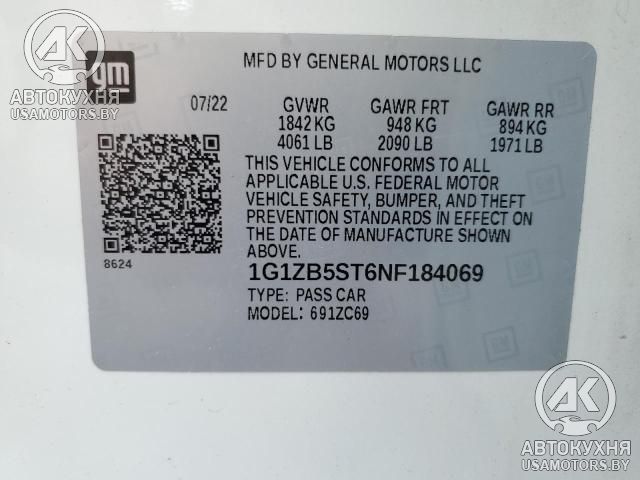 gm
MFD BY GENERAL MOTORS LLC
07/22 GVWR GAWR FRT GAWR RR
1842 KG 948 KG 894 KG
4061 LB 2090 LB 1971 LB
THIS VEHICLE CONFORMS TO ALL
APPLICABLE U.S. FEDERAL MOTOR
VEHICLE SAFETY, BUMPER, AND THEFT
PREVENTION STANDARDS IN EFFECT ON
THE DATE OF MANUFACTURE SHOWN
ABOVE.
8624
1G1ZB5ST6NF184069
TYPE: PASS CAR
MODEL: 691ZC69
АК
АВТОКУХНЯ
USAMOTORS.BY
АК
АВТОКУХНЯ
USAMOTORS.BY